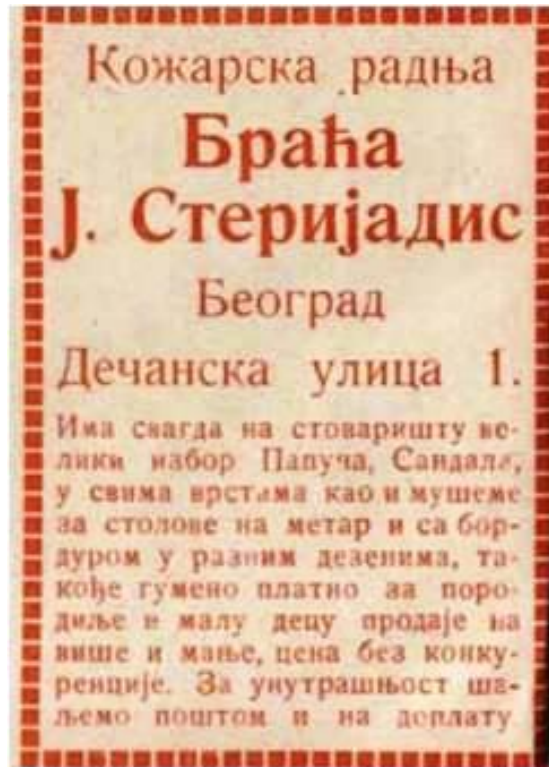 Кожарска радња
Браћа
Ј. Стеријадис
Београд
Дечанска улица 1.
Има свагда на стоваришту ве-
лики избор Папуча, Сандала,
у свима врстама као и мушеме
за столове на метар и са бор-
дуром у разним дезенима, та-
кође гумено платно за поро-
диље и малу децу продаје на
више и мање, цена без конку-
ренције. За унутрашњост ша-
љемо поштом и на доплату